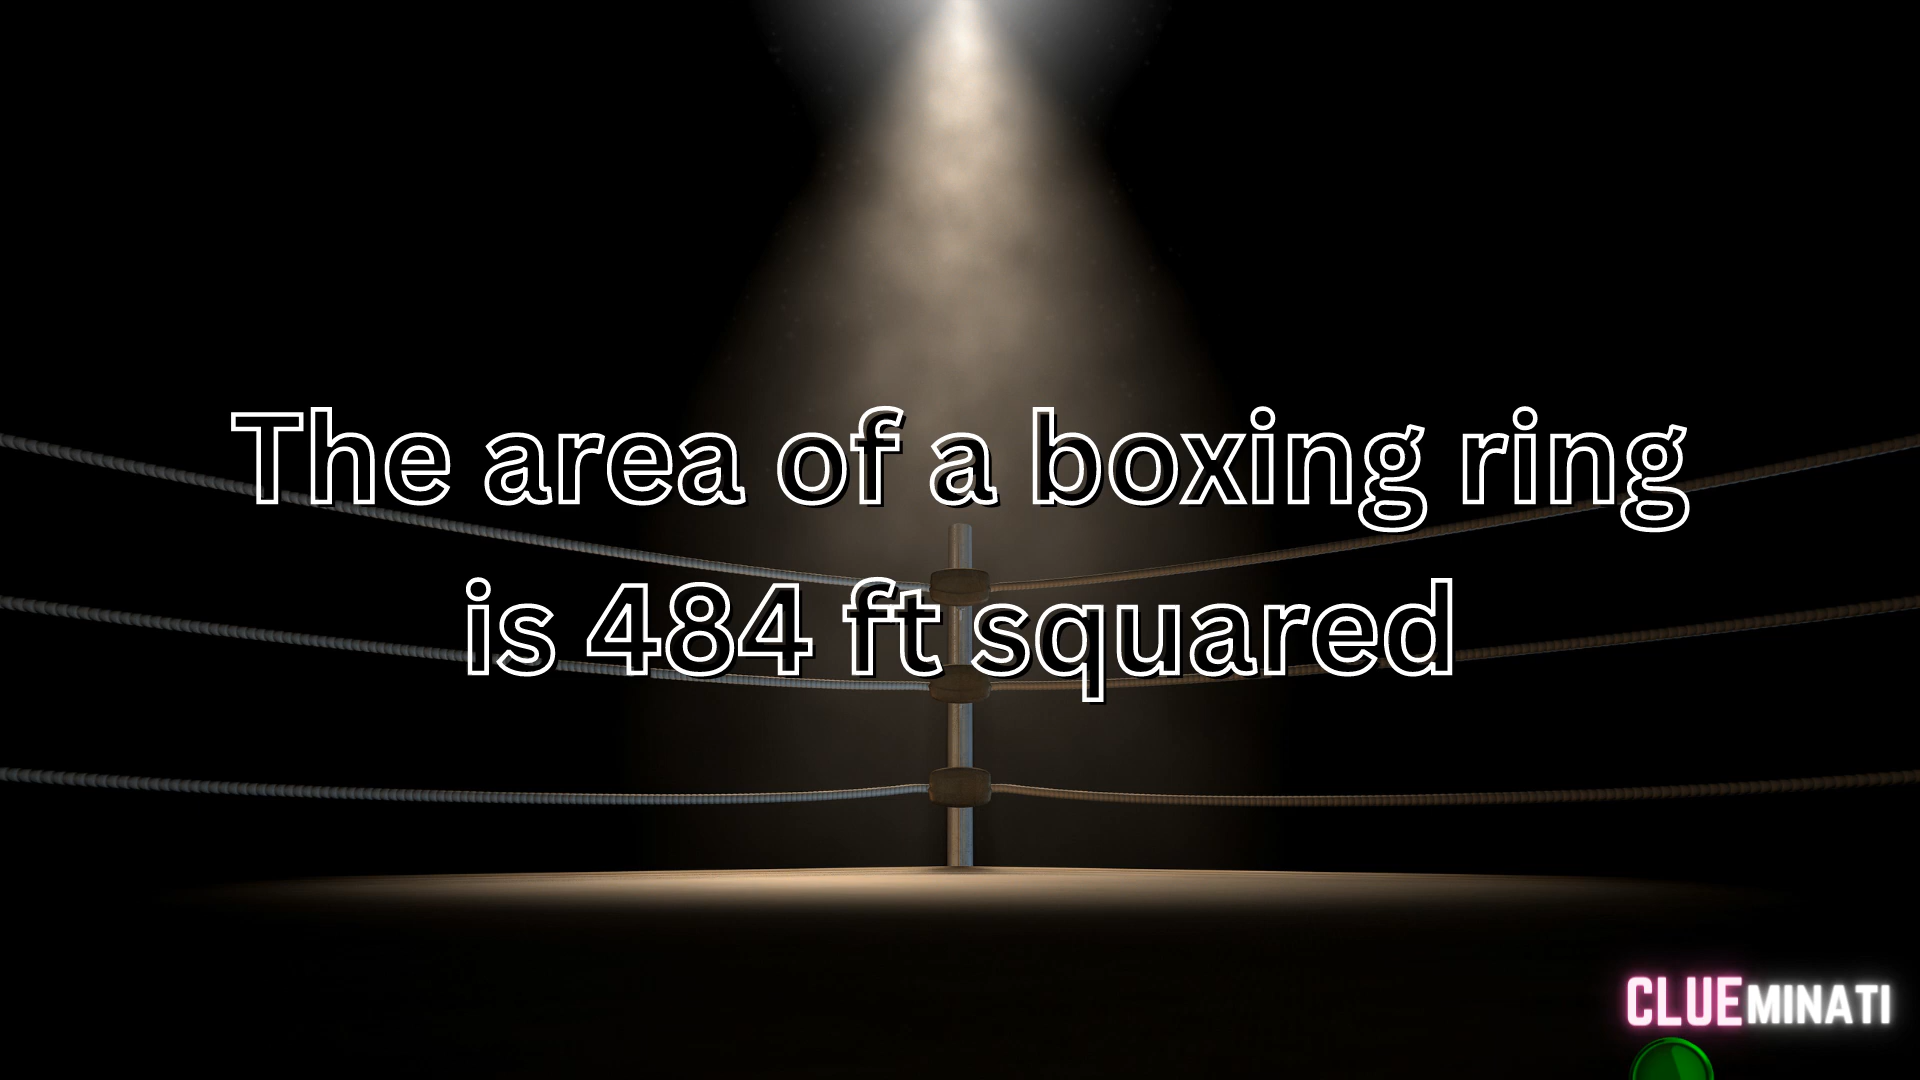 The area of a boxing ring
is 484 ft squared
CLUEMINATI